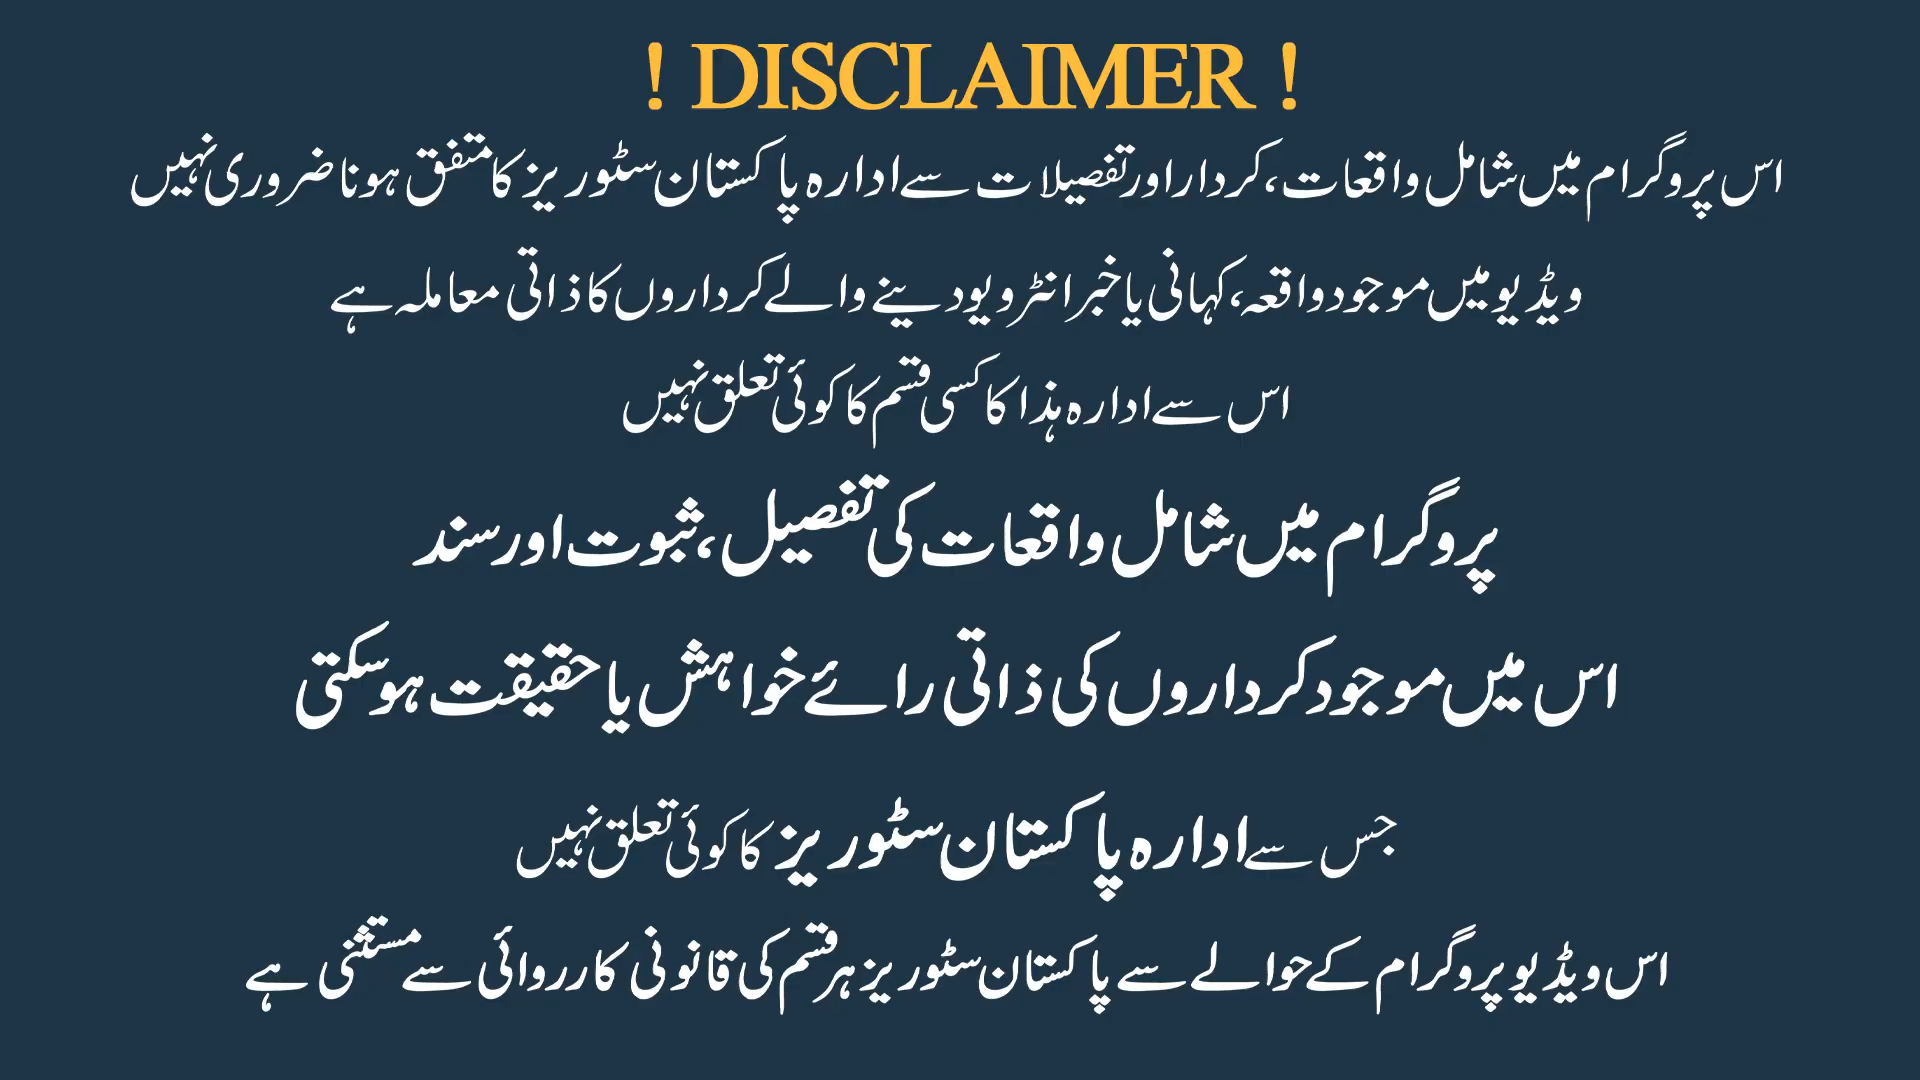 ! DISCLAIMER !
اس پروگرام میں شامل واقعات، کردار اور تفصیلات سے ادارہ پاکستان سٹوریز کا متفق ہونا ضروری نہیں
ویڈیو میں موجود واقعہ، کہانی یا خبر انٹرویو دینے والے کرداروں کا ذاتی معاملہ ہے
اس سے ادارہ ہذا کا کسی قسم کا کوئی تعلق نہیں
پروگرام میں شامل واقعات کی تفصیل، ثبوت اور سند
اس میں موجود کرداروں کی ذاتی رائے خواہش یا حقیقت ہو سکتی
جس سے ادارہ پاکستان سٹوریز کا کوئی تعلق نہیں
اس ویڈیو پروگرام کے حوالے سے پاکستان سٹوریز ہر قسم کی قانونی کارروائی سے مستثنی ہے